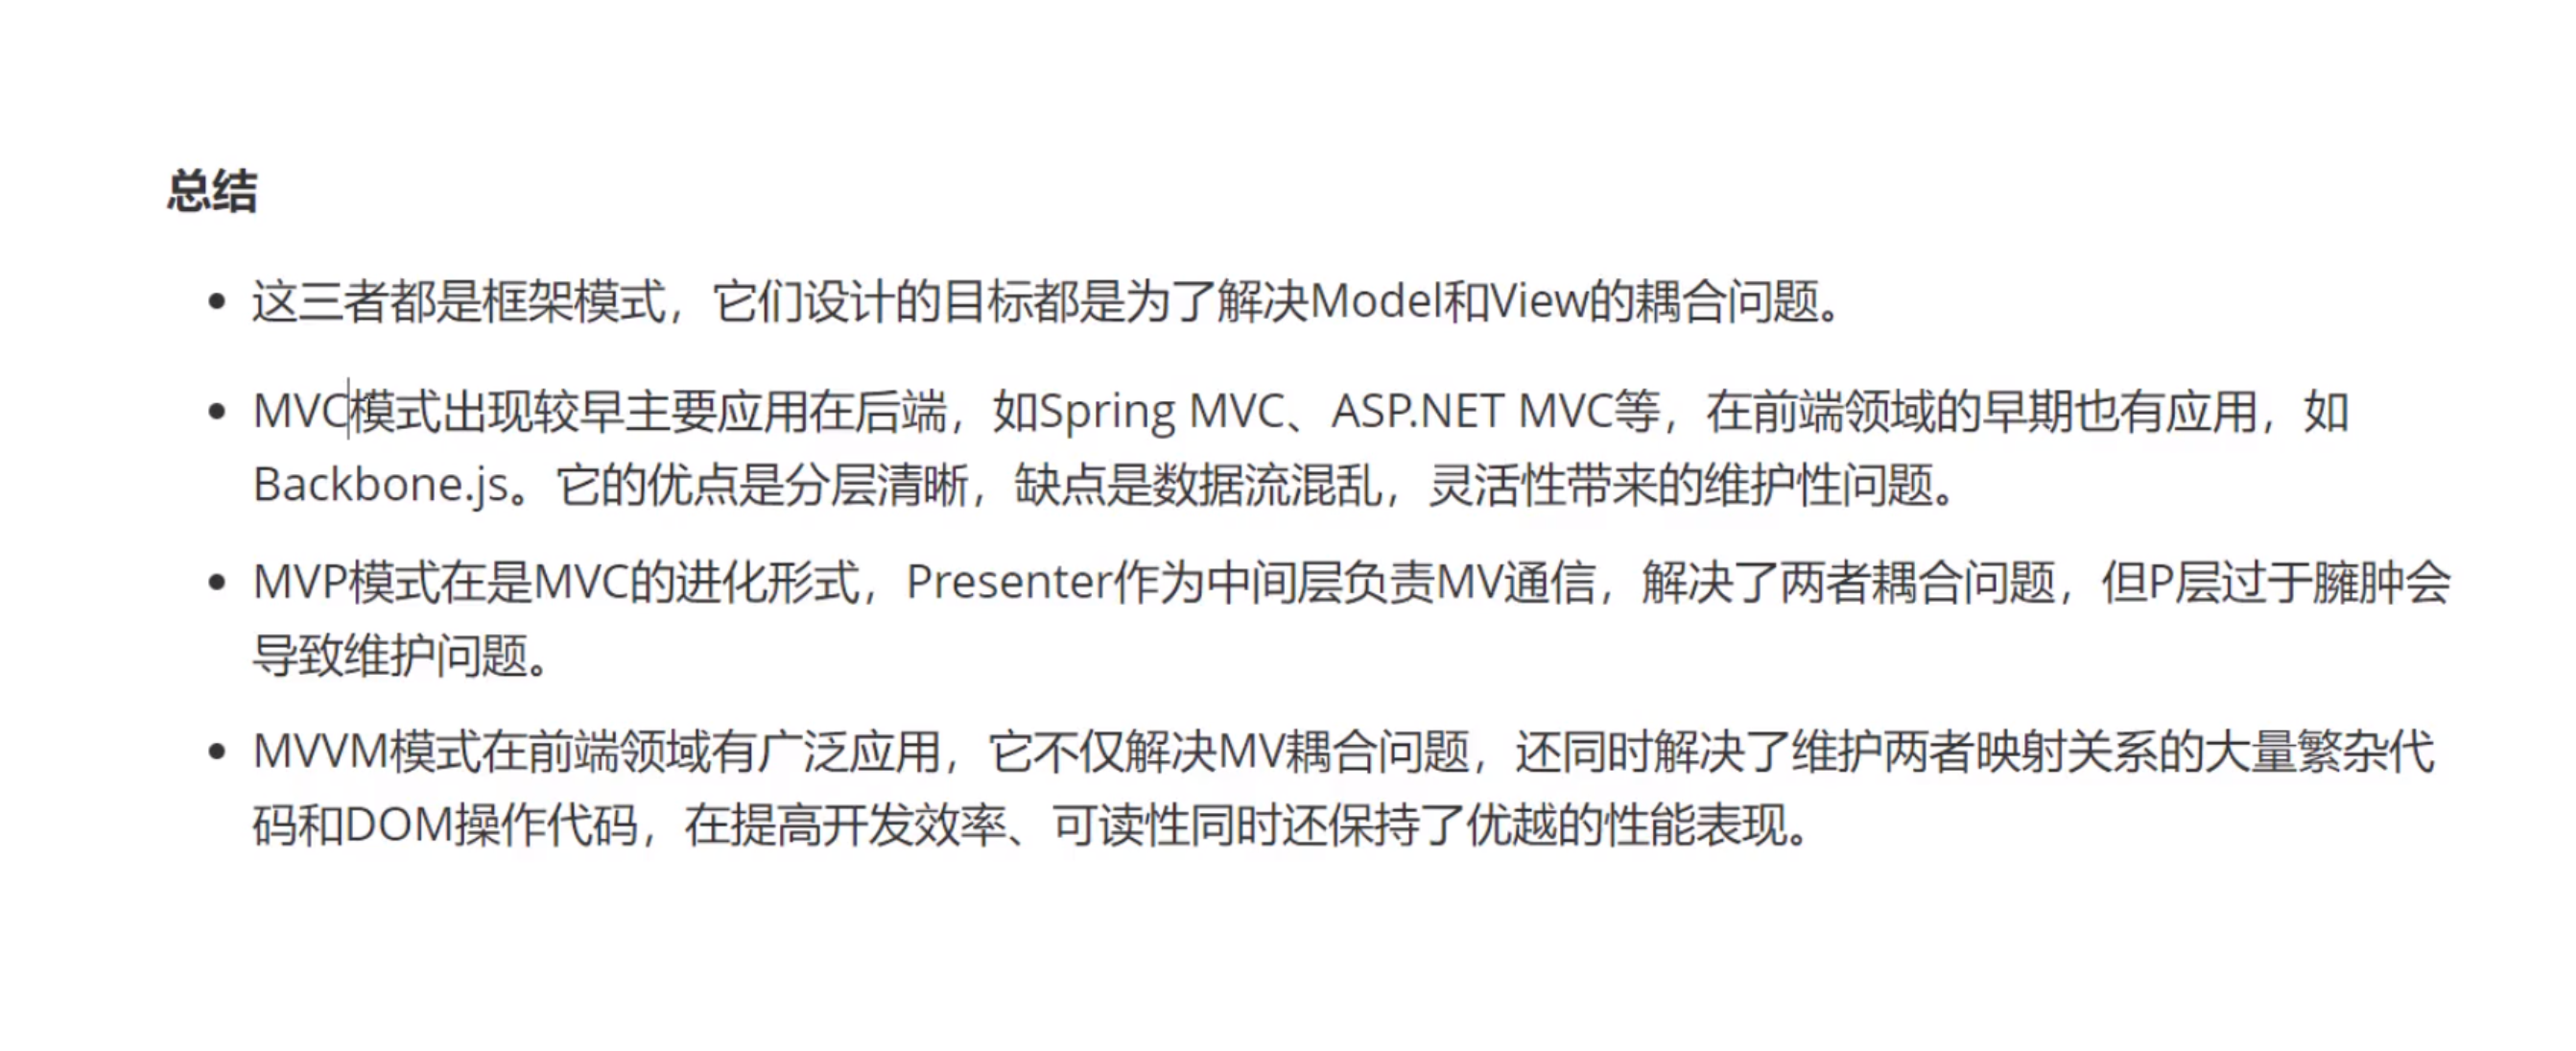 总结
这三者都是框架模式，它们设计的目标都是为了解决Model和View的耦合问题。
MVC模式出现较早主要应用在后端，如Spring MVC、ASP.NET MVC等，在前端领域的早期也有应用，如
Backbone.js。它的优点是分层清晰，缺点是数据流混乱，灵活性带来的维护性问题。
MVP模式在是MVC的进化形式，Presenter作为中间层负责MV通信，解决了两者耦合问题，但P层过于臃肿会
导致维护问题。
MVVM模式在前端领域有广泛应用，它不仅解决MV耦合问题，还同时解决了维护两者映射关系的大量繁杂代
码和DOM操作代码，在提高开发效率、可读性同时还保持了优越的性能表现。